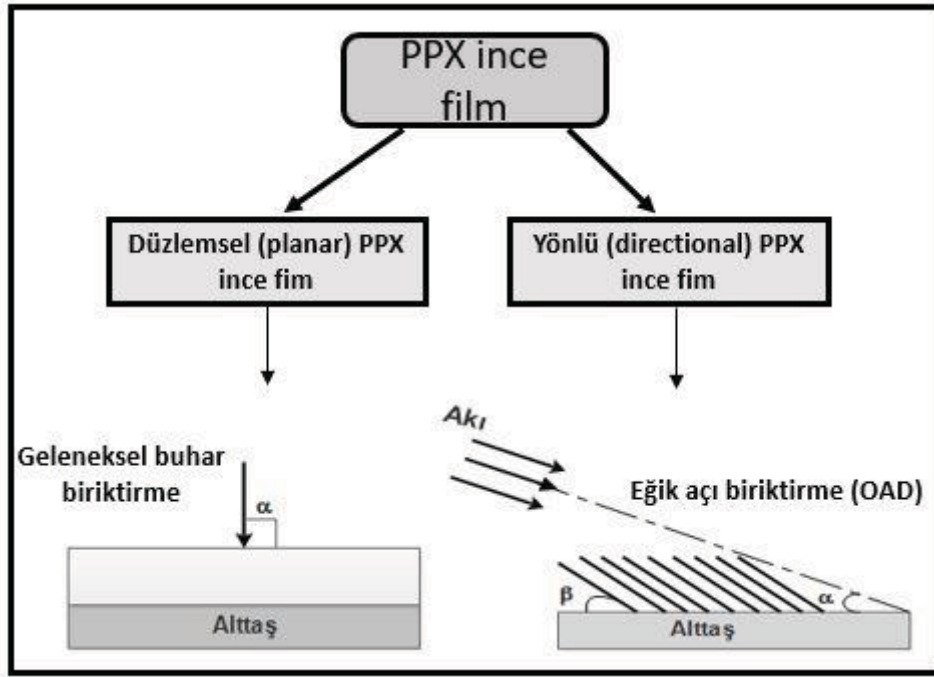 PPX ince
film
Düzlemsel (planar) PPX
ince fim
Yönlü (directional) PPX
ince fim
Geleneksel buhar
biriktirme
α
Alttaş
Akı
Eğik açı biriktirme (OAD)
β
α
Alttaş